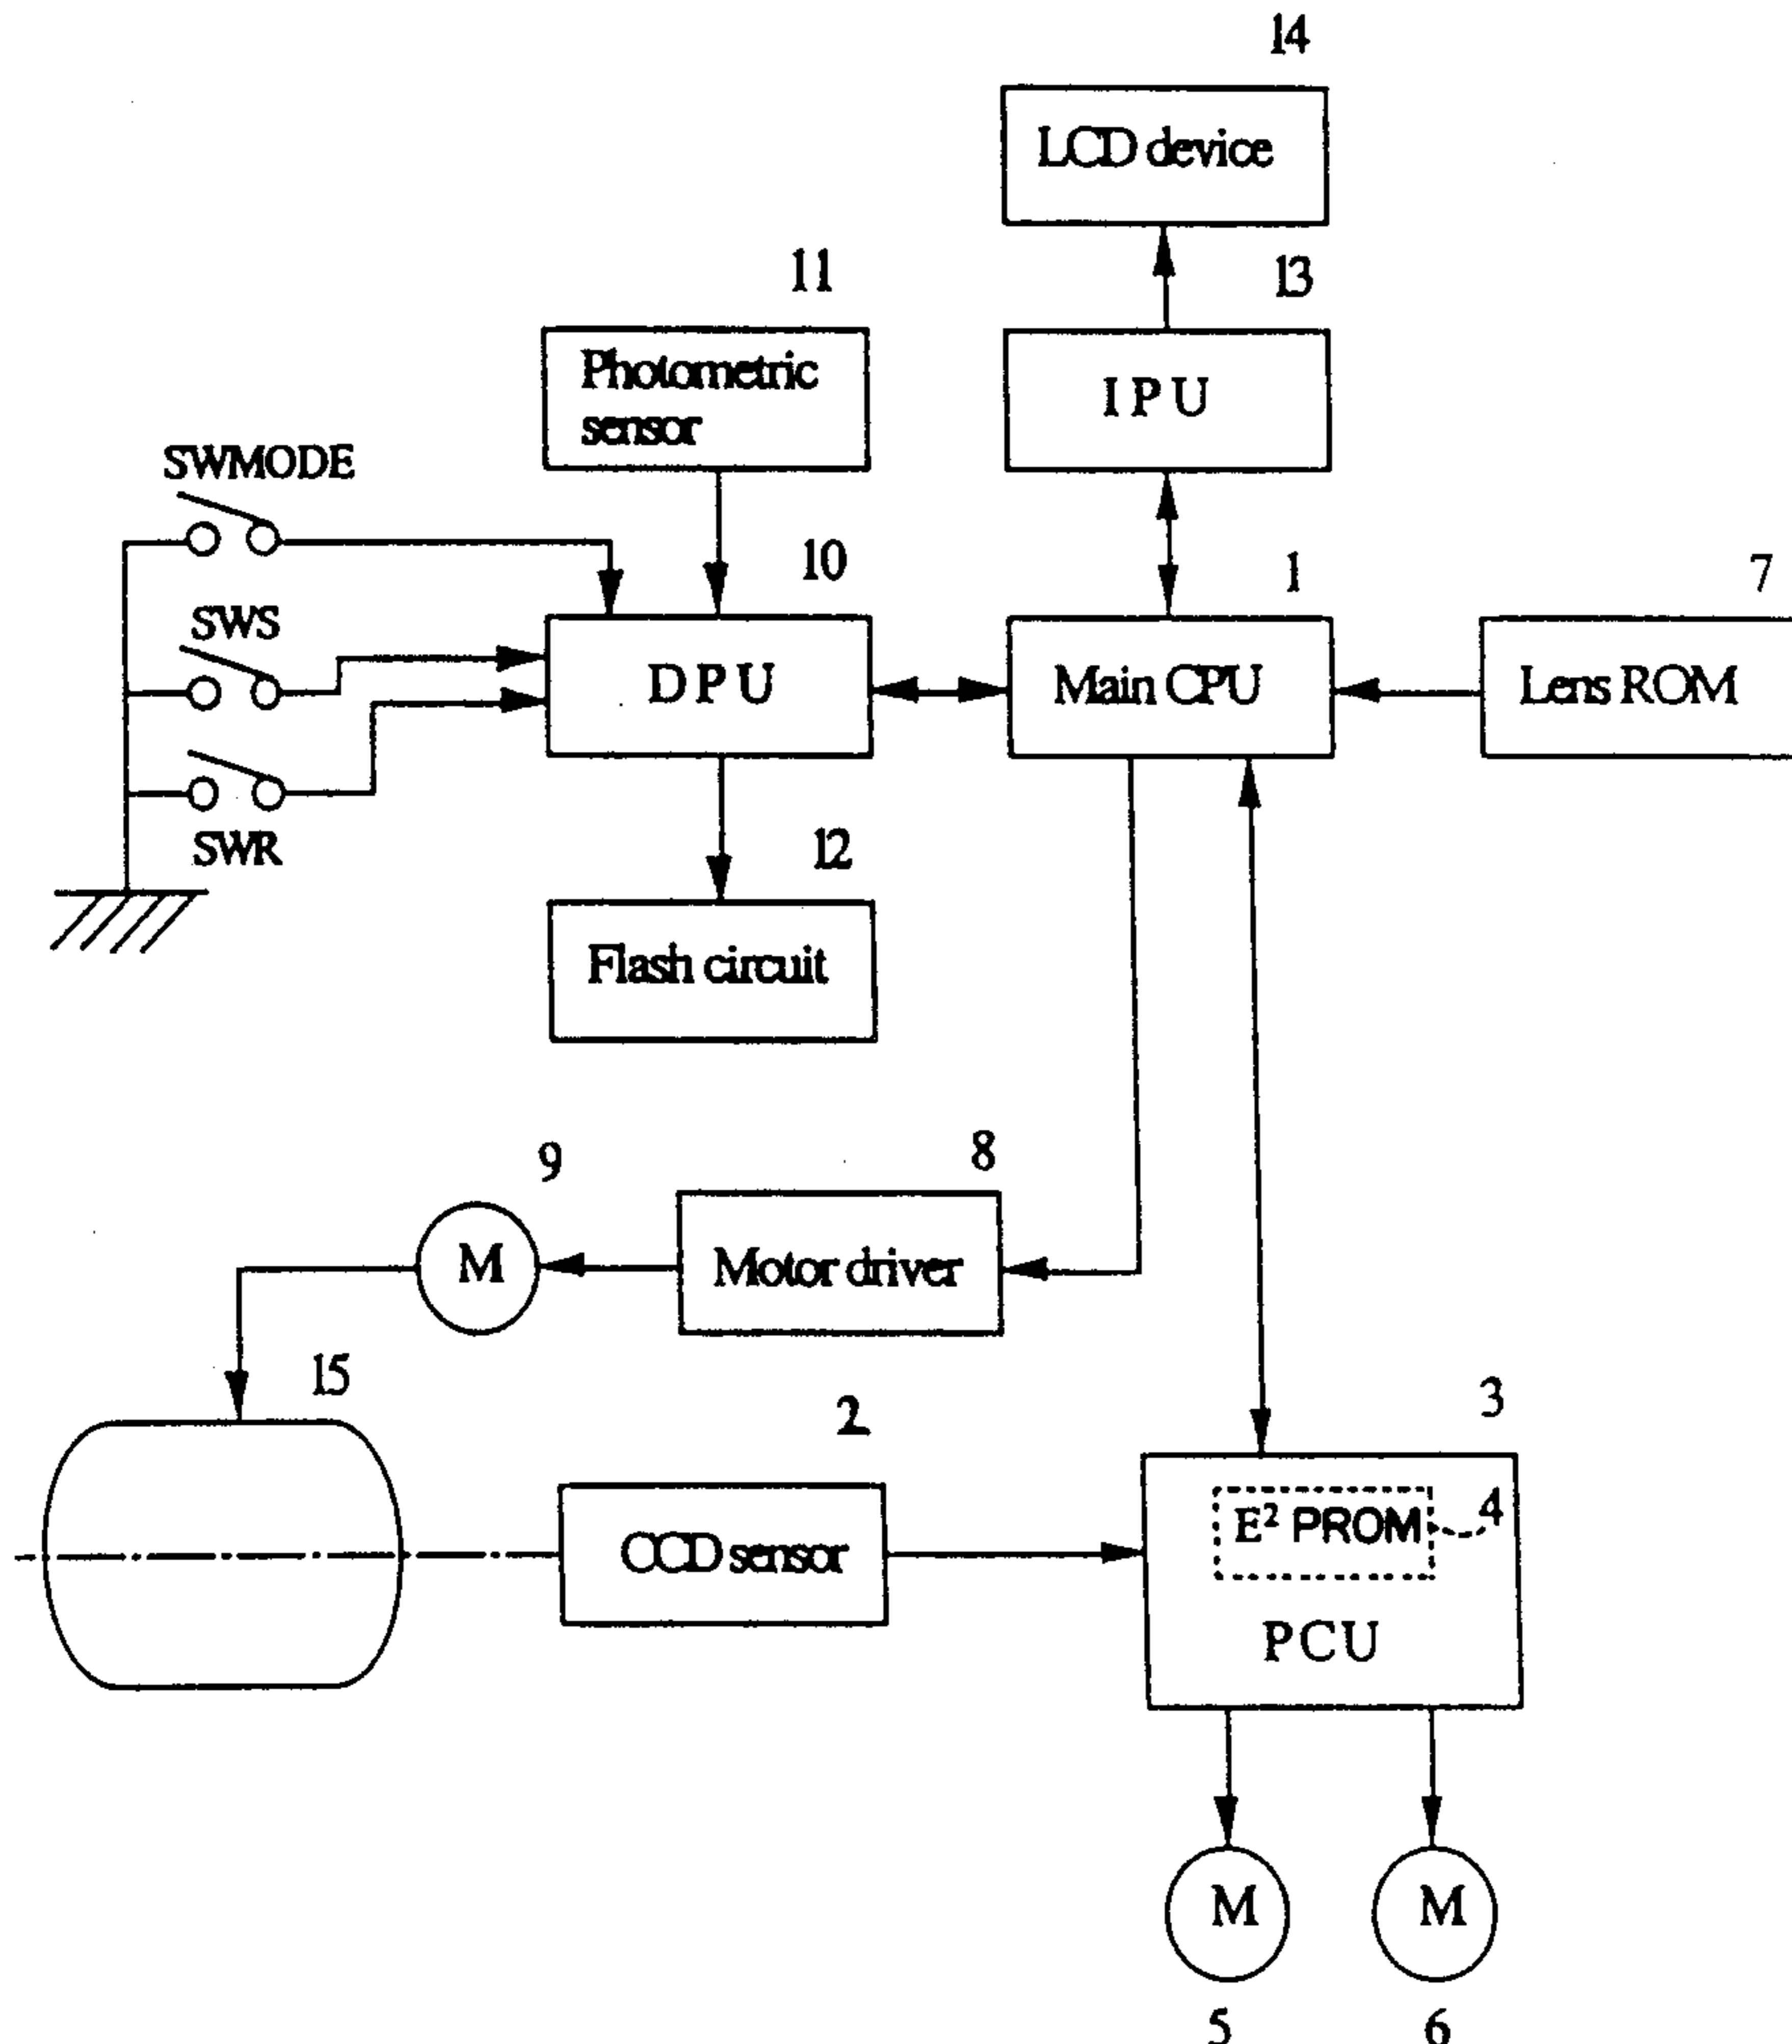 14
LCD device
11
13
Photometric
sensor
IPU
SWMODE
10
1
7
SWS
DPU
Main CPU
Lens ROM
SWR
12
Flash circuit
9
8
M
Motor driver
15
2
3
CCD sensor
E² PROM
4
PCU
M
M
5
6